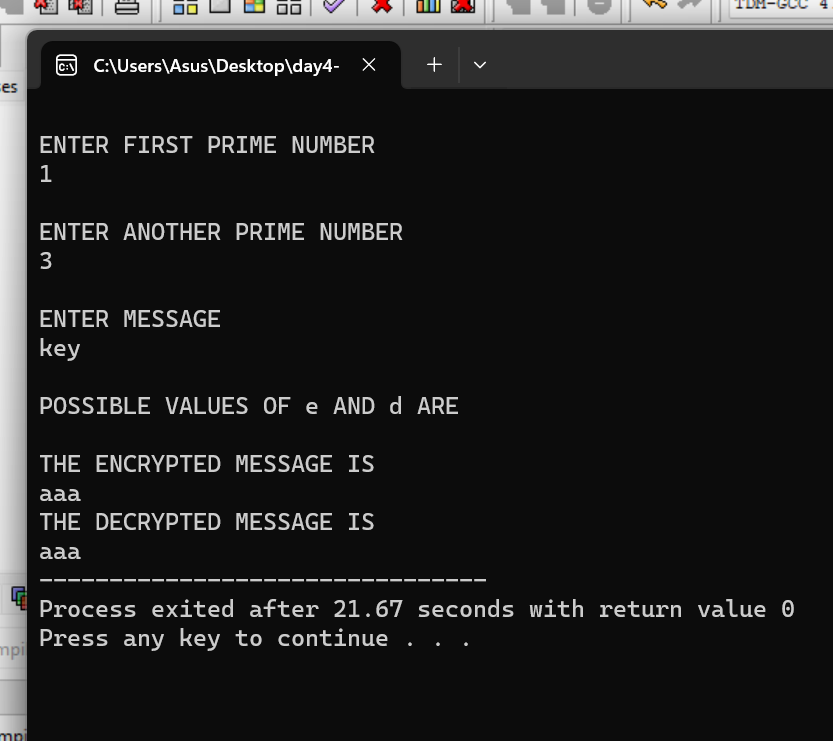 TDM-GCC 4
C:\Users\Asus\Desktop\day4-
es
ENTER FIRST PRIME NUMBER
1
ENTER ANOTHER PRIME NUMBER
3
ENTER MESSAGE
key
POSSIBLE VALUES OF e AND d ARE
THE ENCRYPTED MESSAGE IS
aaa
THE DECRYPTED MESSAGE IS
aaa
--------------------------------
Process exited after 21.67 seconds with return value 0
Press any key to continue . . .